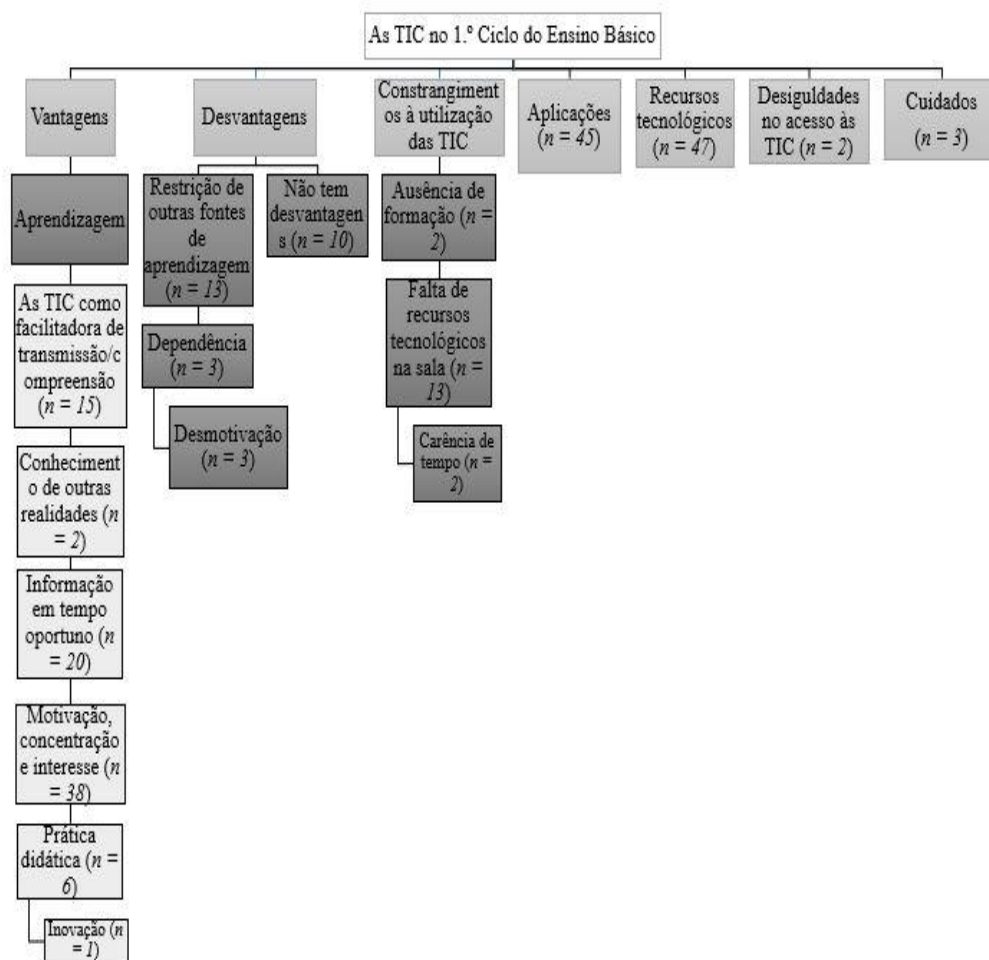 As TIC no 1.º Ciclo do Ensino Básico
Vantagens
Aprendizagem
As TIC como
facilitadora de
transmissão/c
ompreensão
(n = 15)
Conheciment
o de outras
realidades (n
= 2)
Informação
em tempo
oportuno (n
= 20)
Motivação,
concentração
e interesse (n
= 38)
Prática
didática (n =
6)
Inovação (n
= 1)
Desvantagens
Restrição de
outras fontes
de
aprendizagem
(n = 13)
Dependência
(n = 3)
Desmotivação
(n = 3)
Não tem
desvantagen
s (n = 10)
Constrangiment
os à utilização
das TIC
Ausência de
formação (n =
2)
Falta de
recursos
tecnológicos
na sala (n =
13)
Carência de
tempo (n =
2)
Aplicações
(n = 45)
Recursos
tecnológicos
(n = 47)
Desiguldades
no acesso às
TIC (n = 2)
Cuidados
(n = 3)